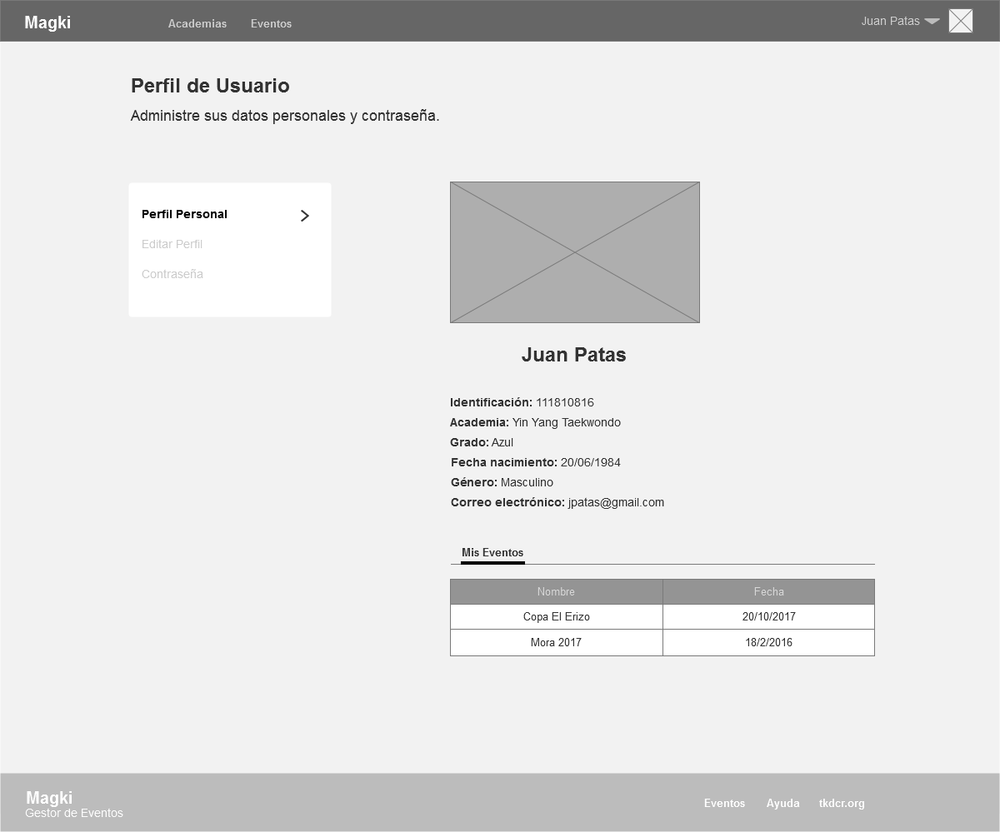 Magki
Academias
Eventos
Juan Patas
Perfil de Usuario
Administre sus datos personales y contraseña.
Perfil Personal
Editar Perfil
Contraseña
Juan Patas
Identificación: 111810816
Academia: Yin Yang Taekwondo
Grado: Azul
Fecha nacimiento: 20/06/1984
Género: Masculino
Correo electrónico: jpatas@gmail.com
Mis Eventos
Nombre Fecha
Copa El Erizo 20/10/2017
Mora 2017 18/2/2016
Magki
Gestor de Eventos
Eventos Ayuda tkdcr.org